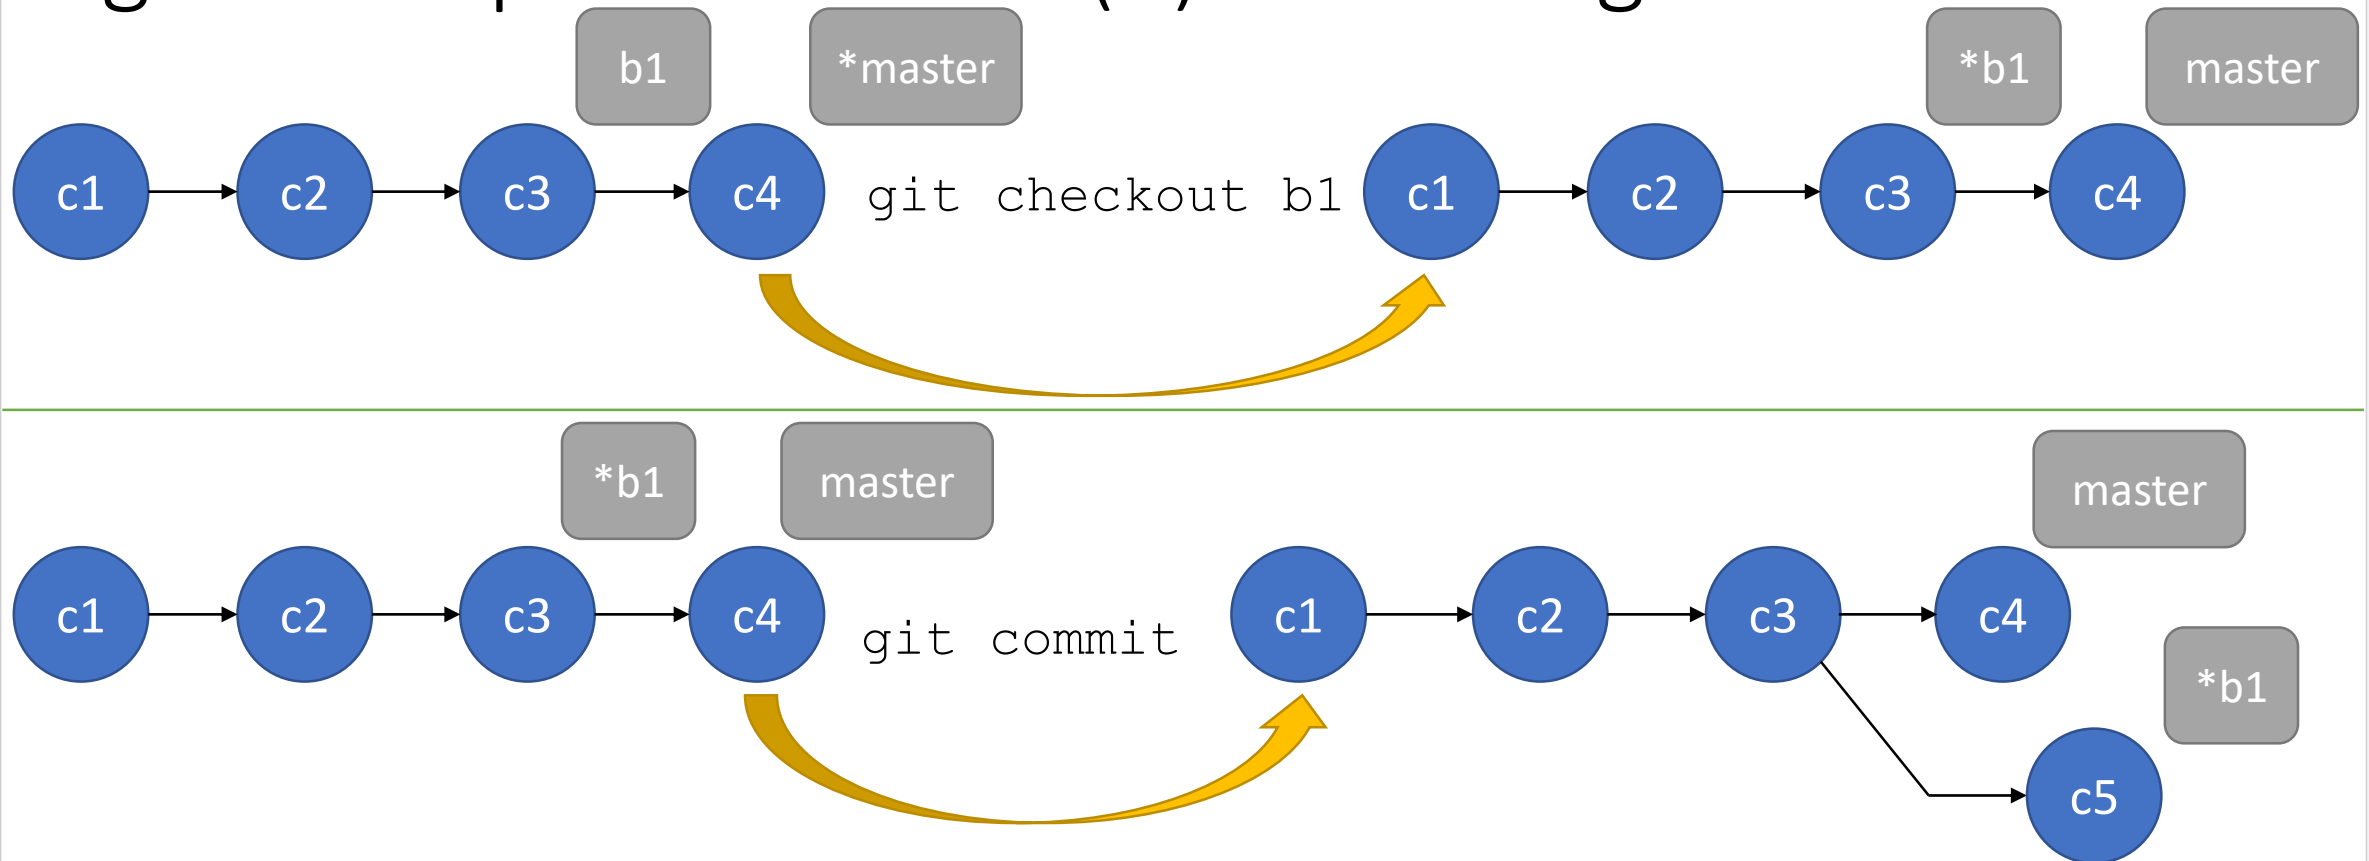 b1 *master *b1 master
c1 c2 c3 c4 git checkout b1 c1 c2 c3 c4
*b1 master master
c1 c2 c3 c4 git commit c1 c2 c3 c4
*b1
c5